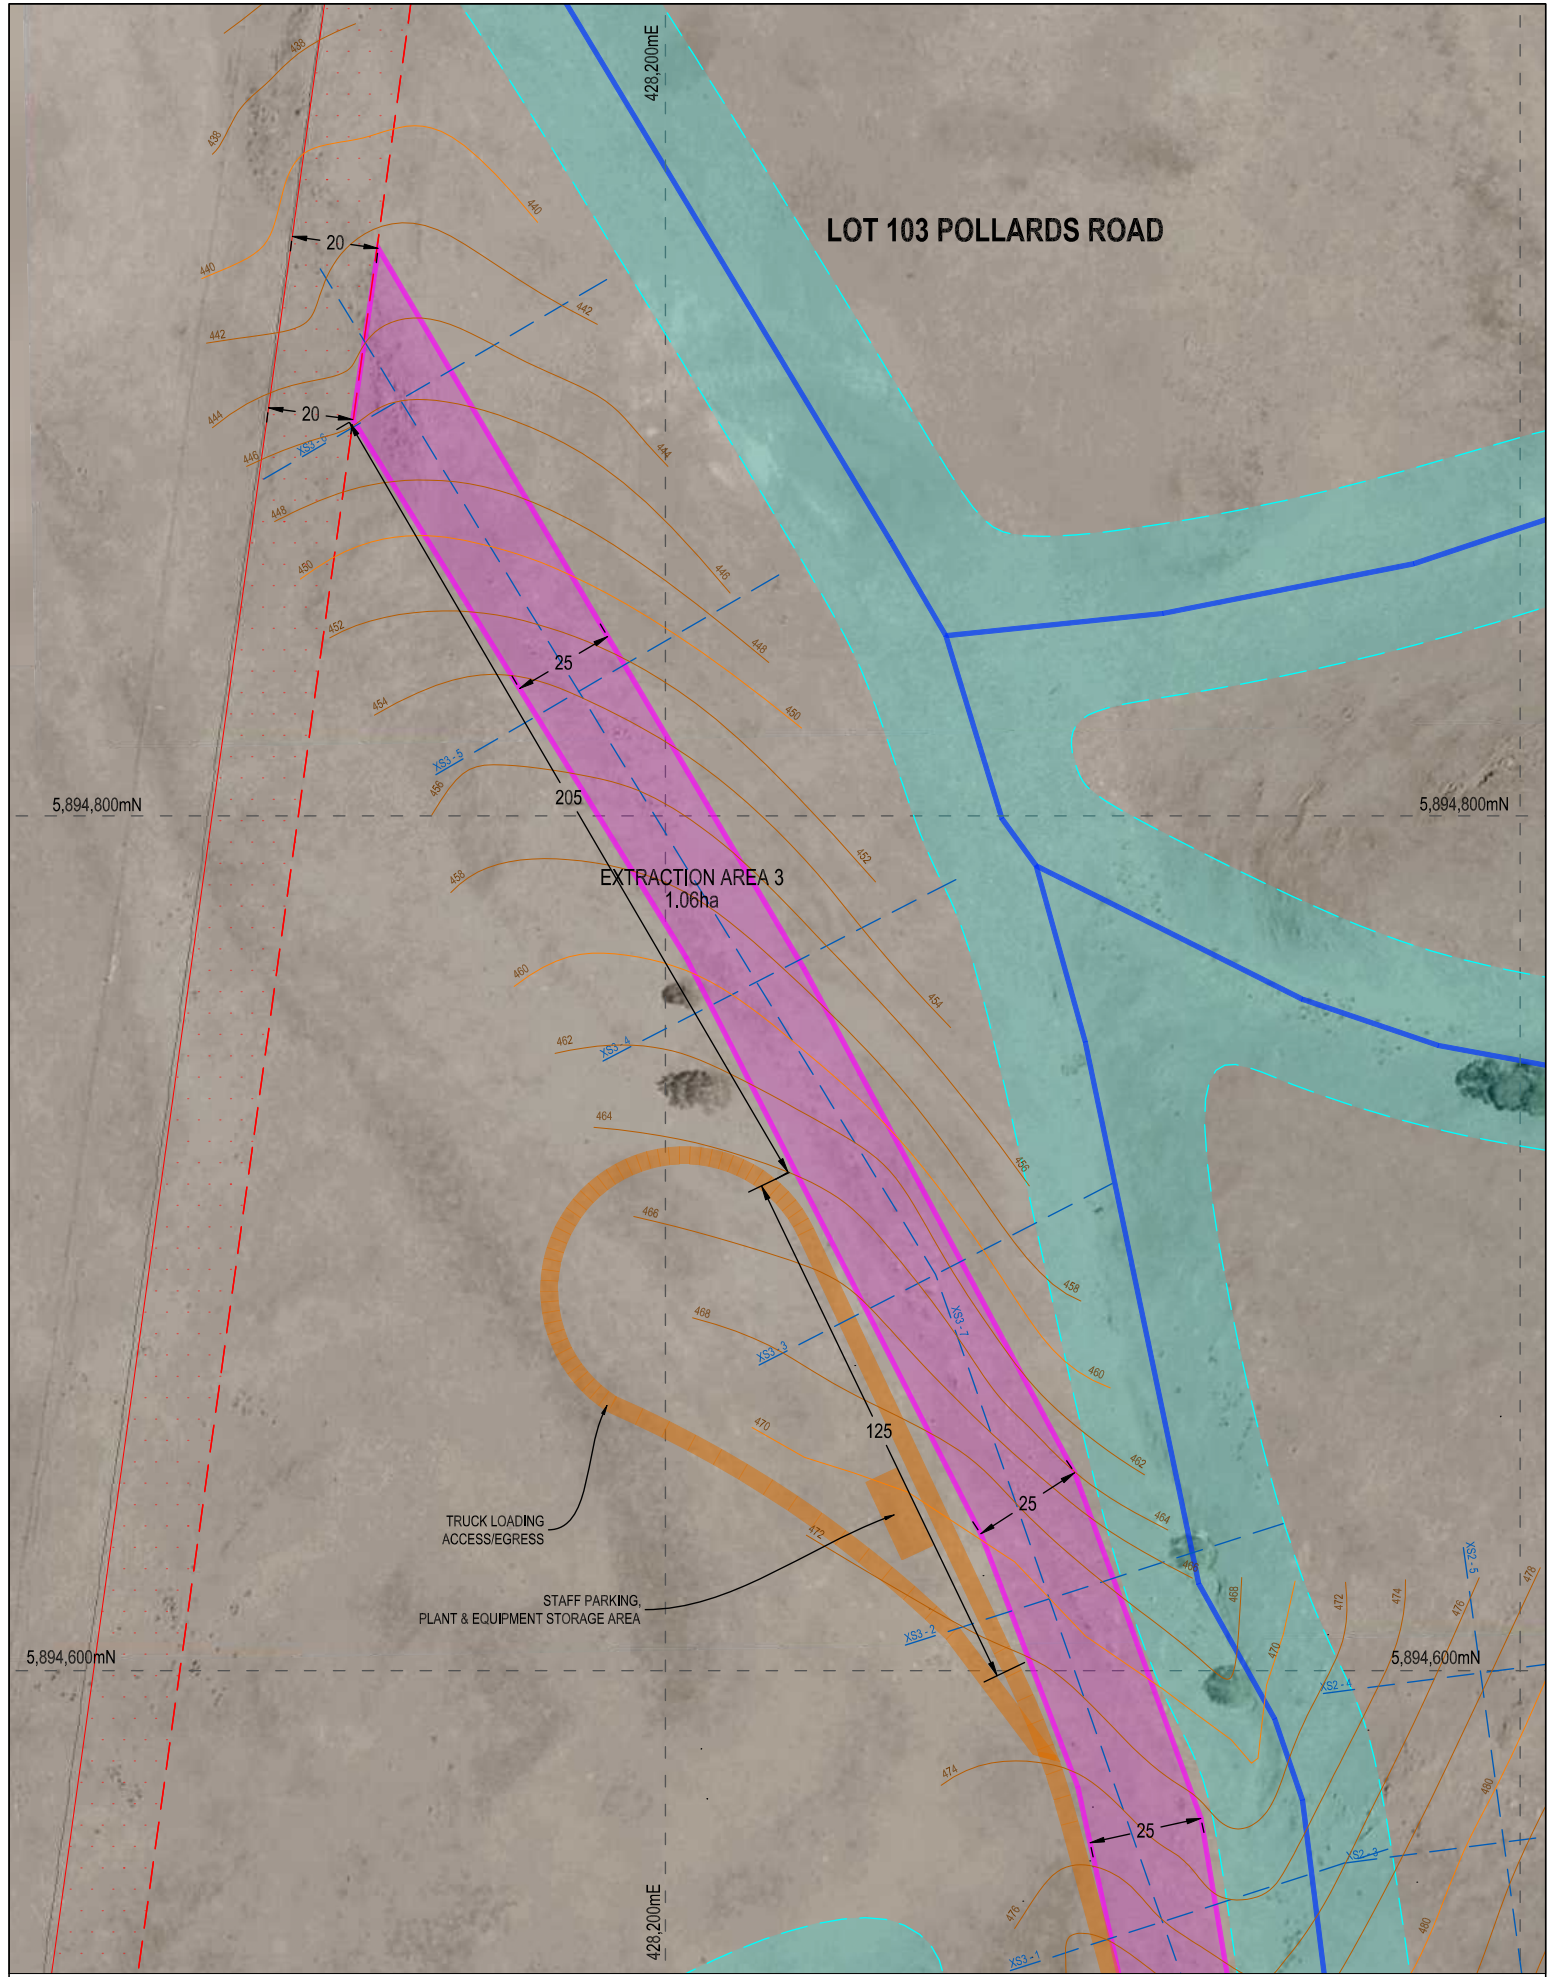 438
428,200mE
438
440
LOT 103 POLLARDS ROAD
20
440
442
442
20
444
444
XS3 - 6
446
448
446
450
452
448
25
454
450
XS3 - 5
456
205
5,894,800mN
5,894,800mN
452
458
EXTRACTION AREA 3
1.06ha
460
454
462
XS3 - 4
464
456
466
458
468
XS3 - 7
XS3 - 3
460
470
125
462
25
TRUCK LOADING
ACCESS/EGRESS
464
472
XS2 - 5
478
468
472
474
476
STAFF PARKING,
PLANT & EQUIPMENT STORAGE AREA
XS3 - 2
470
5,894,600mN
5,894,600mN
XS2 - 4
474
480
25
XS2 - 3
428,200mE
476
480
XS3 - 1